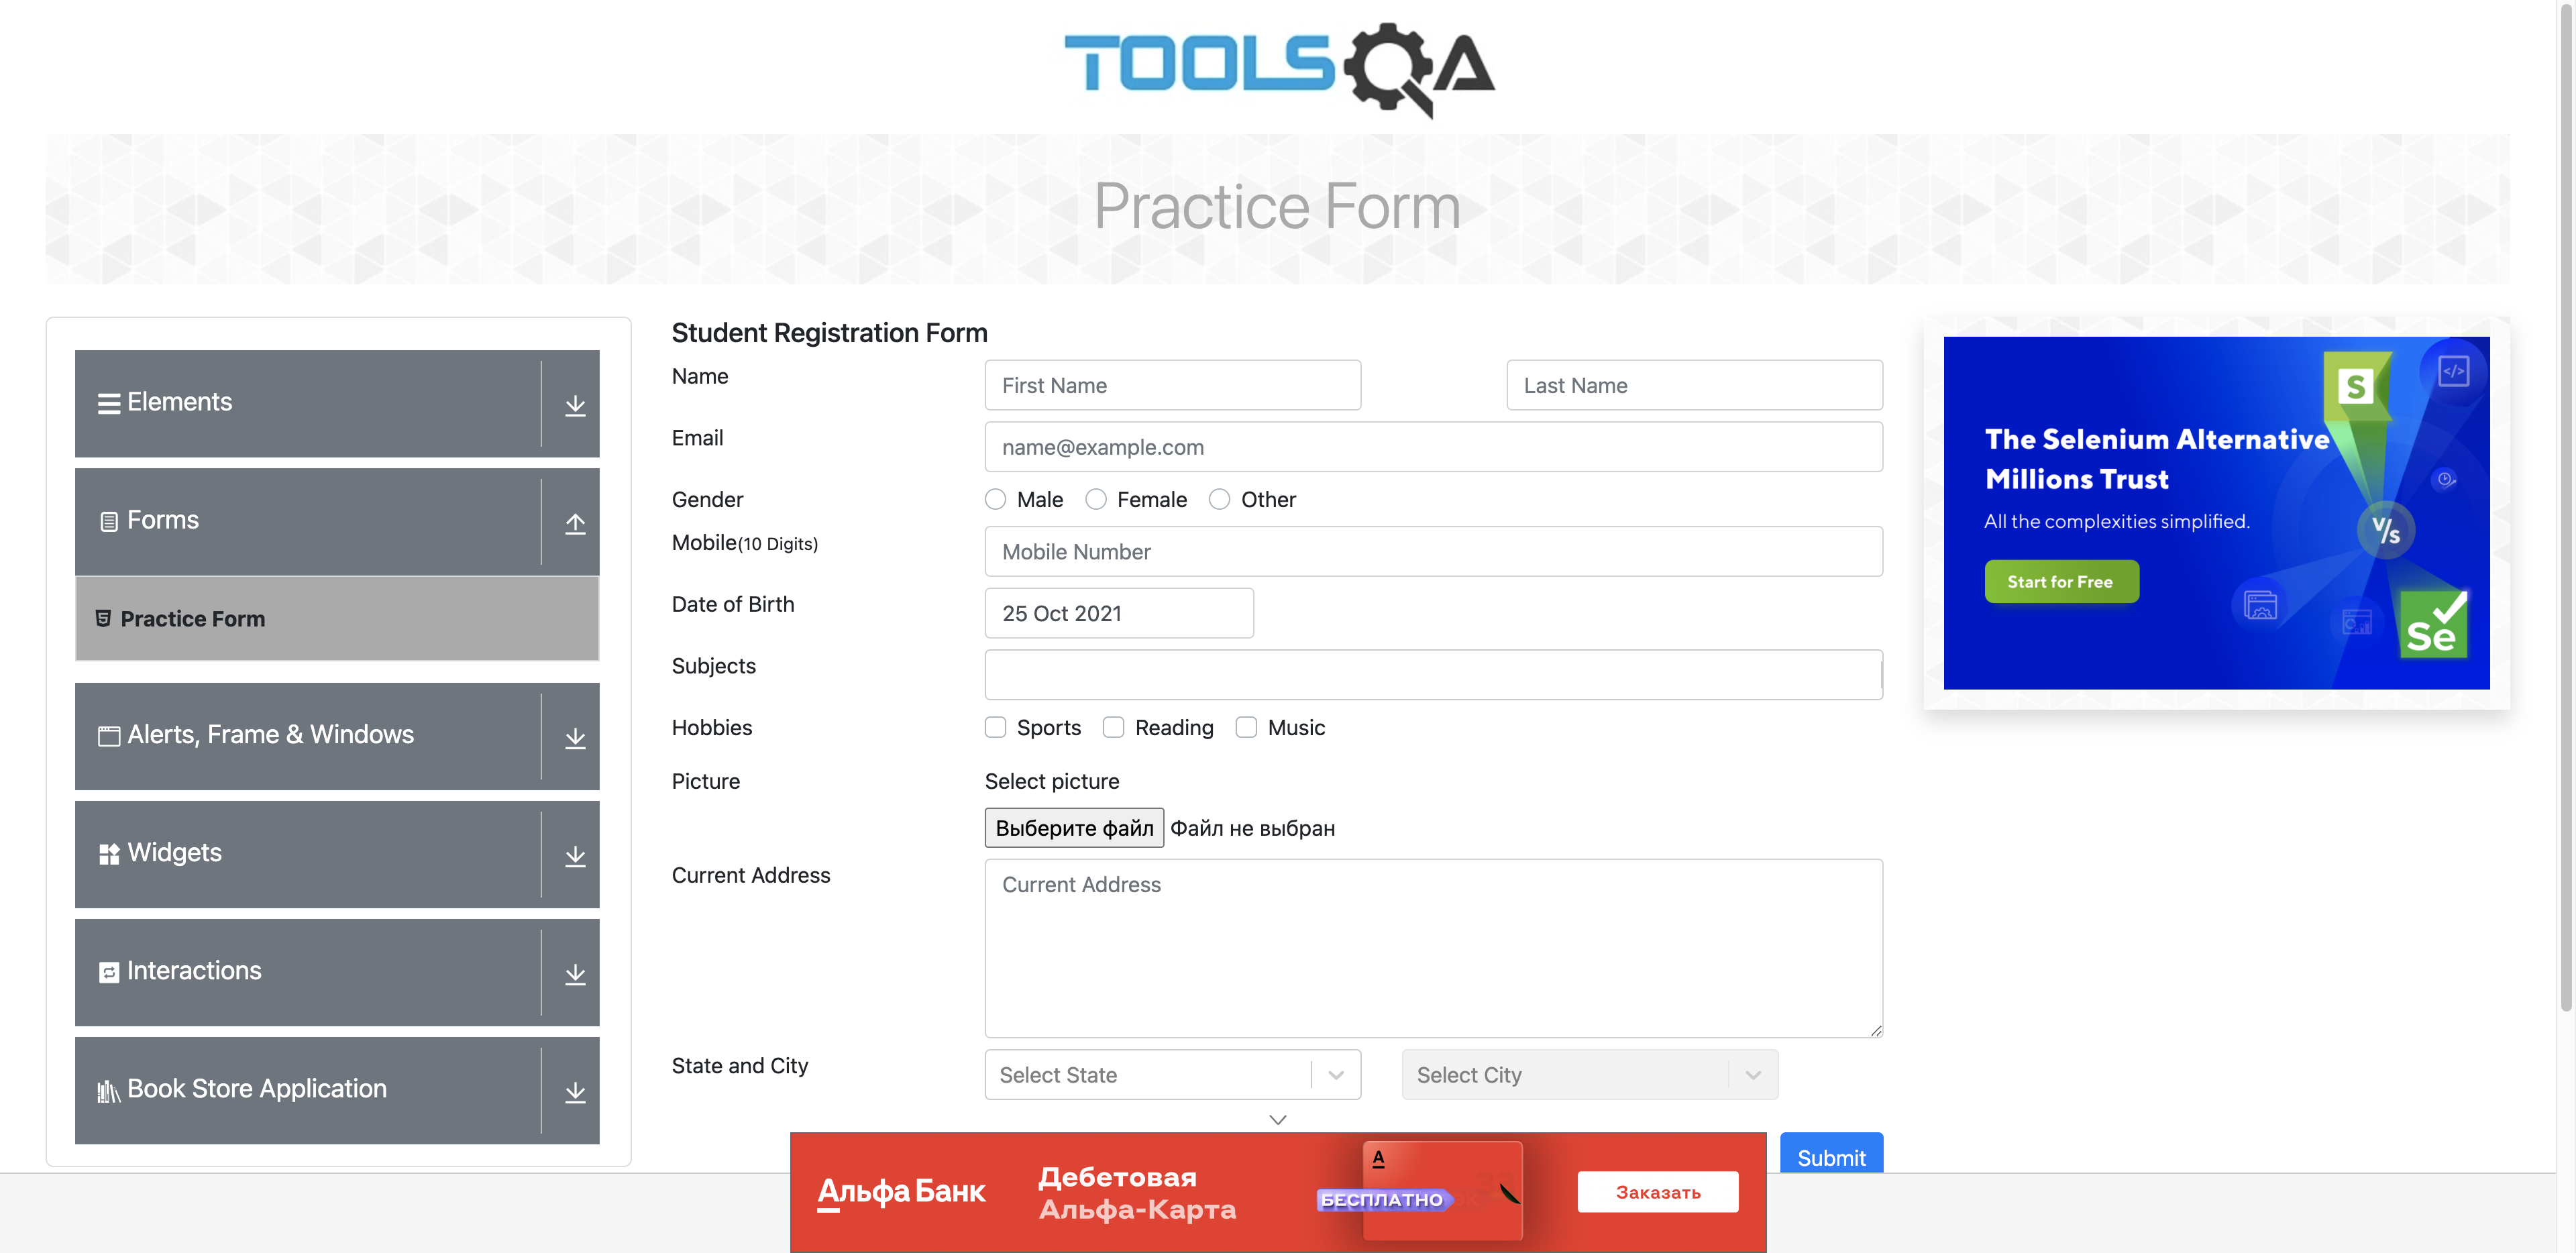 TOOLSQA
Practice Form
Elements
Forms
Practice Form
Alerts, Frame & Windows
Widgets
Interactions
Book Store Application
Student Registration Form
Name
First Name
Last Name
Email
name@example.com
Gender
Male
Female
Other
Mobile(10 Digits)
Mobile Number
Date of Birth
25 Oct 2021
Subjects
Hobbies
Sports
Reading
Music
Picture
Select picture
Выберите файл Файл не выбран
Current Address
Current Address
State and City
Select State
Select City
Submit
The Selenium Alternative
Millions Trust
All the complexities simplified.
Start for Free
S
</>
V/s
Se
Альфа Банк
Дебетовая
Альфа-Карта
А
БЕСПЛАТНО
Заказать